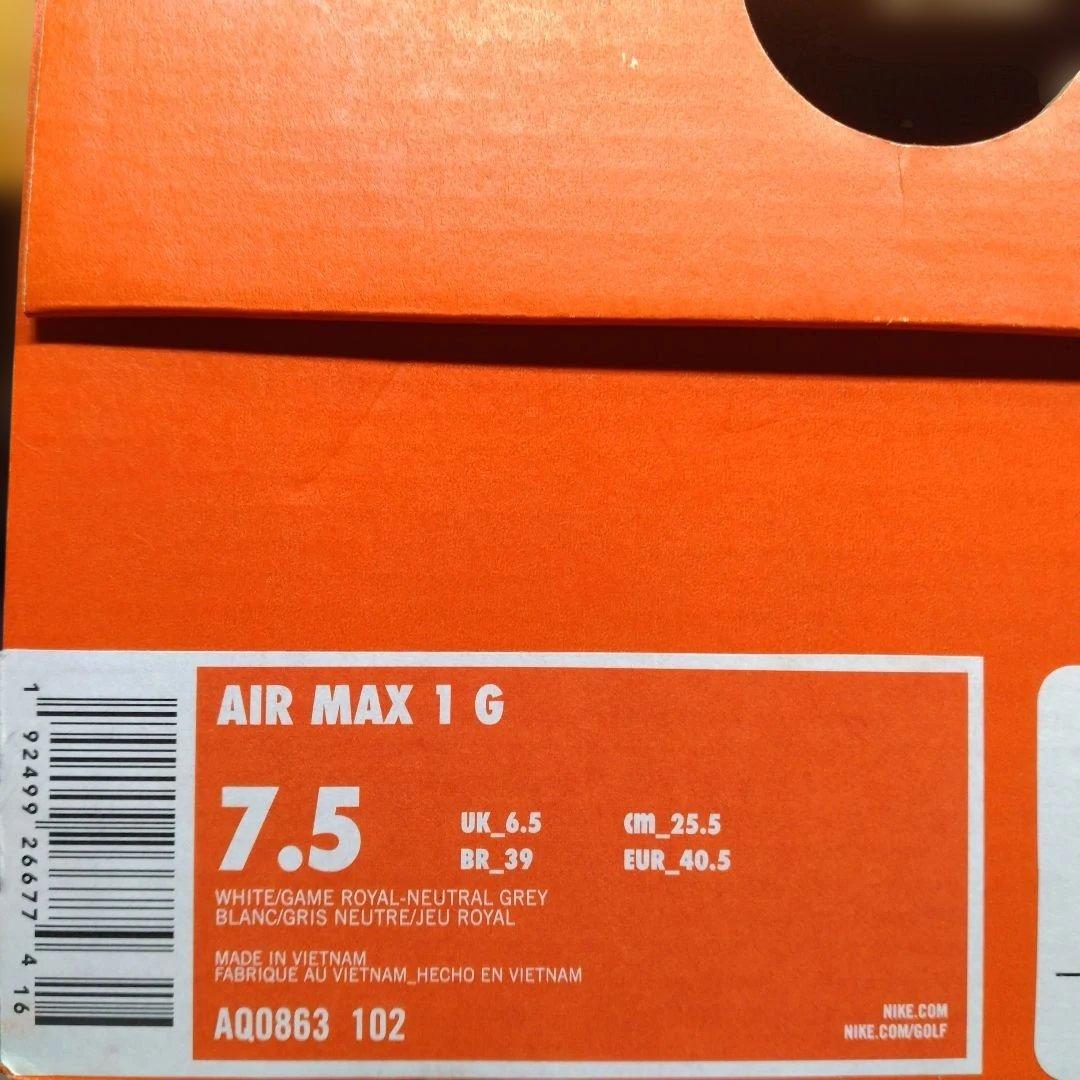 AIR MAX 1 G
7.5
UK_6.5
cm_25.5
BR_39
EUR_40.5
WHITE/GAME ROYAL-NEUTRAL GREY
BLANC/GRIS NEUTRE/JEU ROYAL
MADE IN VIETNAM
FABRIQUE AU VIETNAM_HECHO EN VIETNAM
AQ0863 102
NIKE.COM
NIKE.COM/GOLF
1 92499 26677 4 16